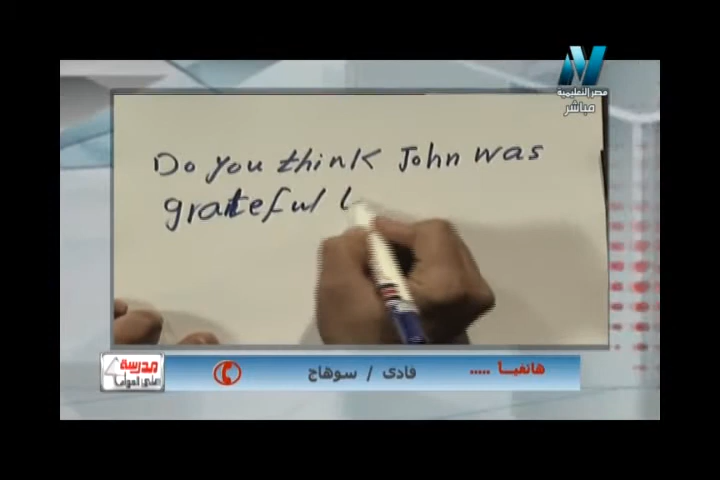 مصر التعليمية
مباشر
Do you think John was
grateful
مدرسة
على الهواء
فادى / سوهاج
هاتفيا .....